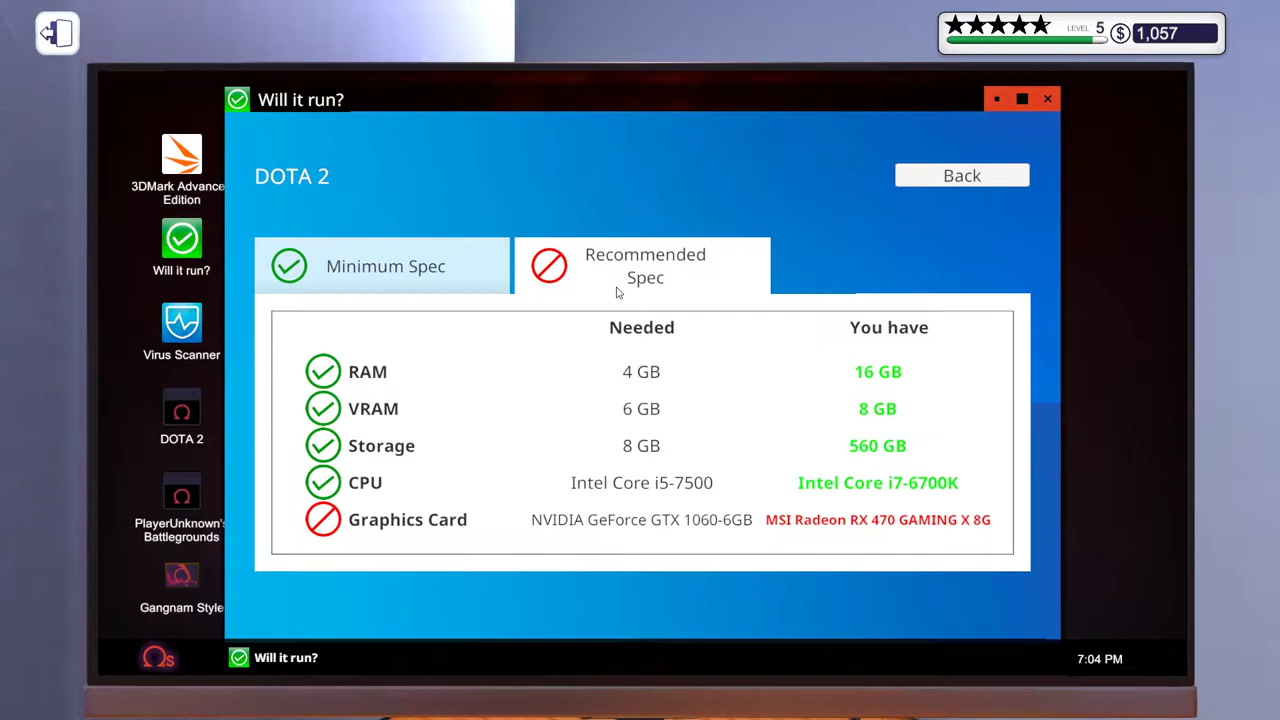 LEVEL 5 $ 1,057
Will it run?
3DMark Advance
Edition
Will it run?
Virus Scanner
DOTA 2
PlayerUnknown's
Battlegrounds
Gangnam Style
DOTA 2
Back
Minimum Spec
Recommended
Spec
Needed You have
RAM 4 GB 16 GB
VRAM 6 GB 8 GB
Storage 8 GB 560 GB
CPU Intel Core i5-7500 Intel Core i7-6700K
Graphics Card NVIDIA GeForce GTX 1060-6GB MSI Radeon RX 470 GAMING X 8G
Ωs Will it run? 7:04 PM